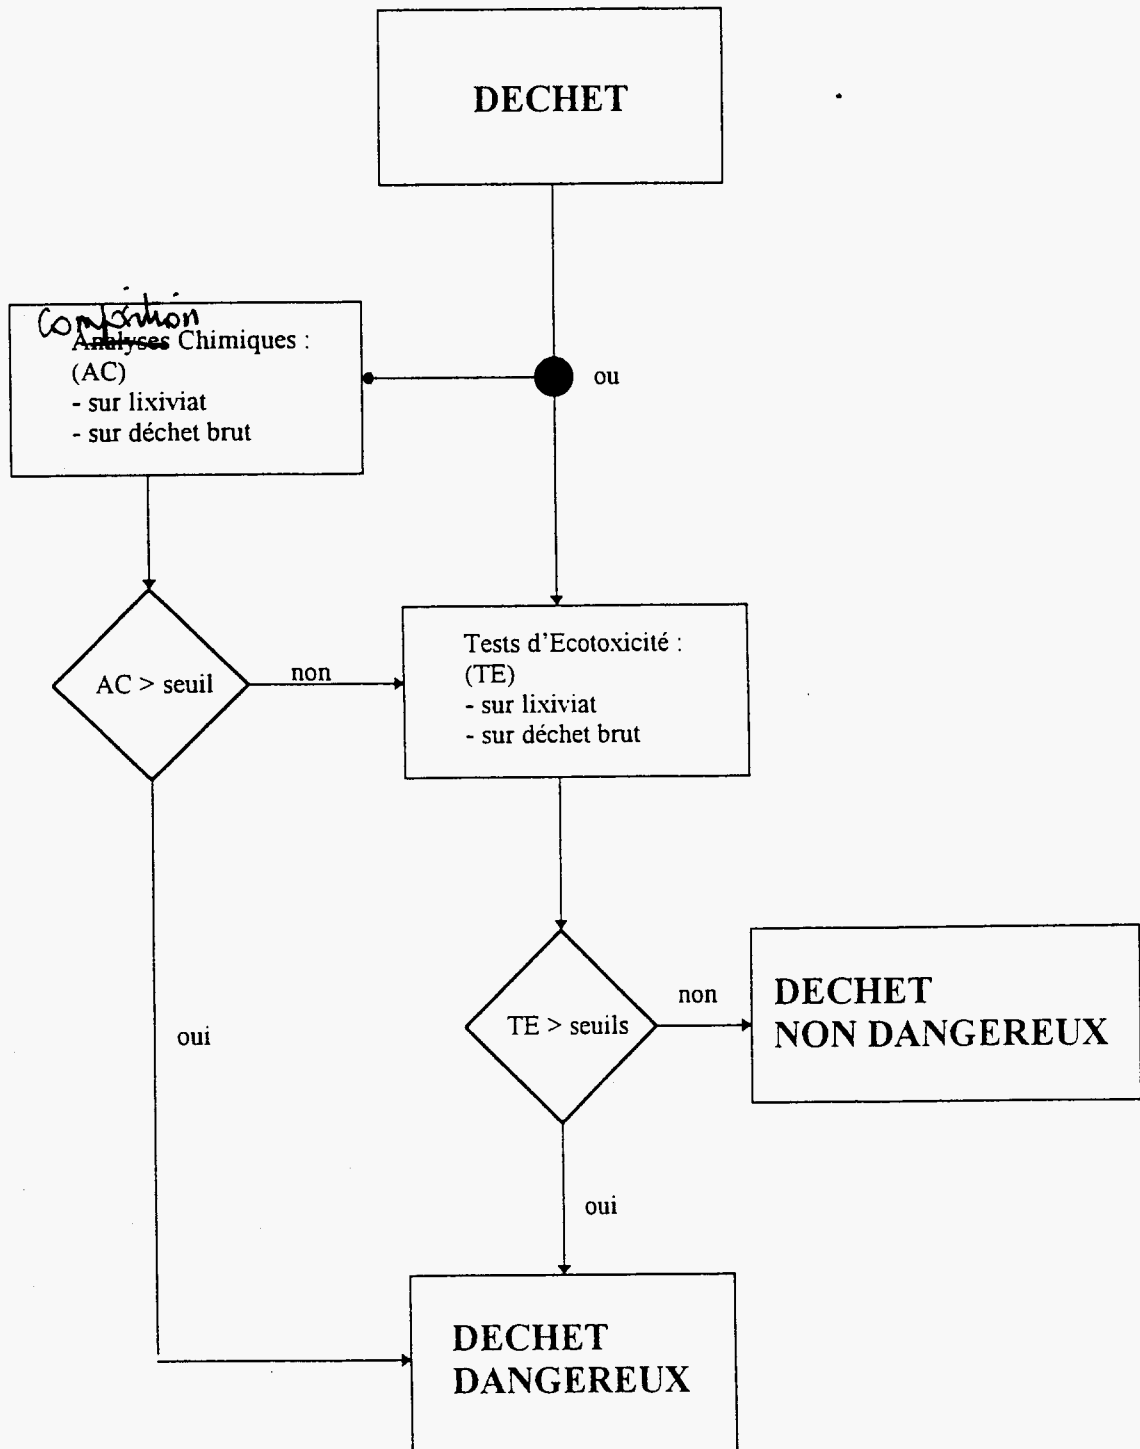 DECHET
composition
Analyses Chimiques :
(AC)
- sur lixiviat
- sur déchet brut
ou
AC > seuil
non
Tests d'Ecotoxicité :
(TE)
- sur lixiviat
- sur déchet brut
oui
TE > seuils
non
DECHET
NON DANGEREUX
oui
DECHET
DANGEREUX